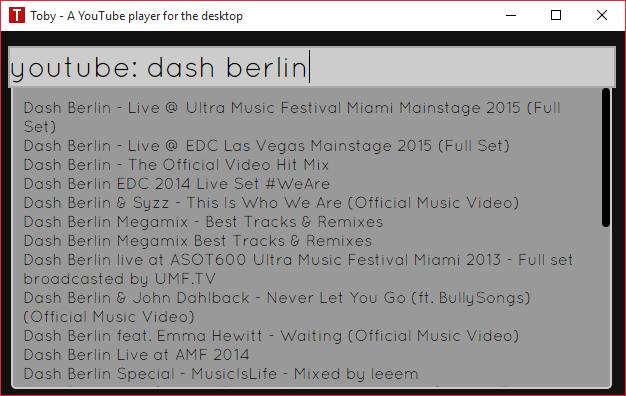 Toby - A YouTube player for the desktop
youtube: dash berlin
Dash Berlin - Live @ Ultra Music Festival Miami Mainstage 2015 (Full
Set)
Dash Berlin - Live @ EDC Las Vegas Mainstage 2015 (Full Set)
Dash Berlin - The Official Video Hit Mix
Dash Berlin EDC 2014 Live Set #WeAre
Dash Berlin & Syzz - This Is Who We Are (Official Music Video)
Dash Berlin Megamix - Best Tracks & Remixes
Dash Berlin Megamix Best Tracks & Remixes
Dash Berlin live at ASOT600 Ultra Music Festival Miami 2013 - Full set
broadcasted by UMF.TV
Dash Berlin & John Dahlback - Never Let You Go (ft. BullySongs)
(Official Music Video)
Dash Berlin feat. Emma Hewitt - Waiting (Official Music Video)
Dash Berlin Live at AMF 2014
Dash Berlin Special - MusicIsLife - Mixed by leeem